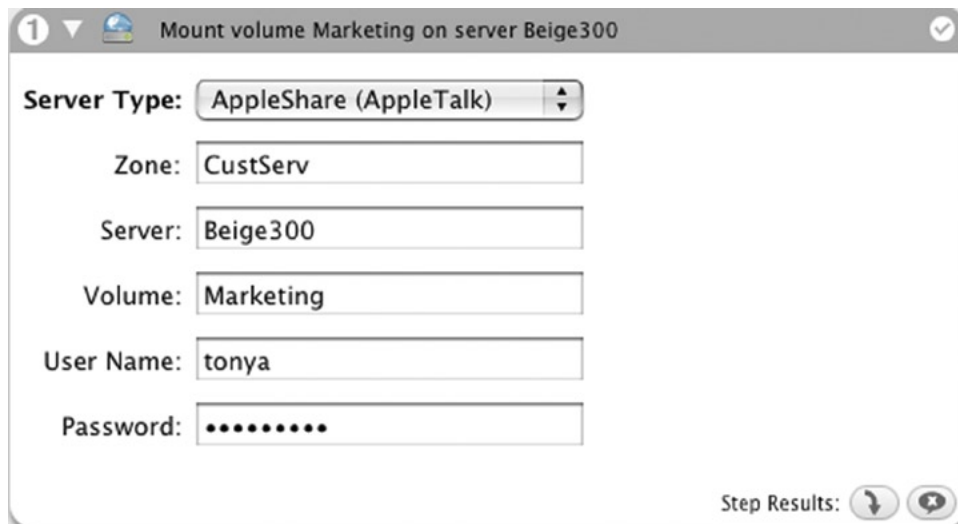 1 Mount volume Marketing on server Beige300
Server Type: AppleShare (AppleTalk)
Zone: CustServ
Server: Beige300
Volume: Marketing
User Name: tonya
Password: •••••••••
Step Results: